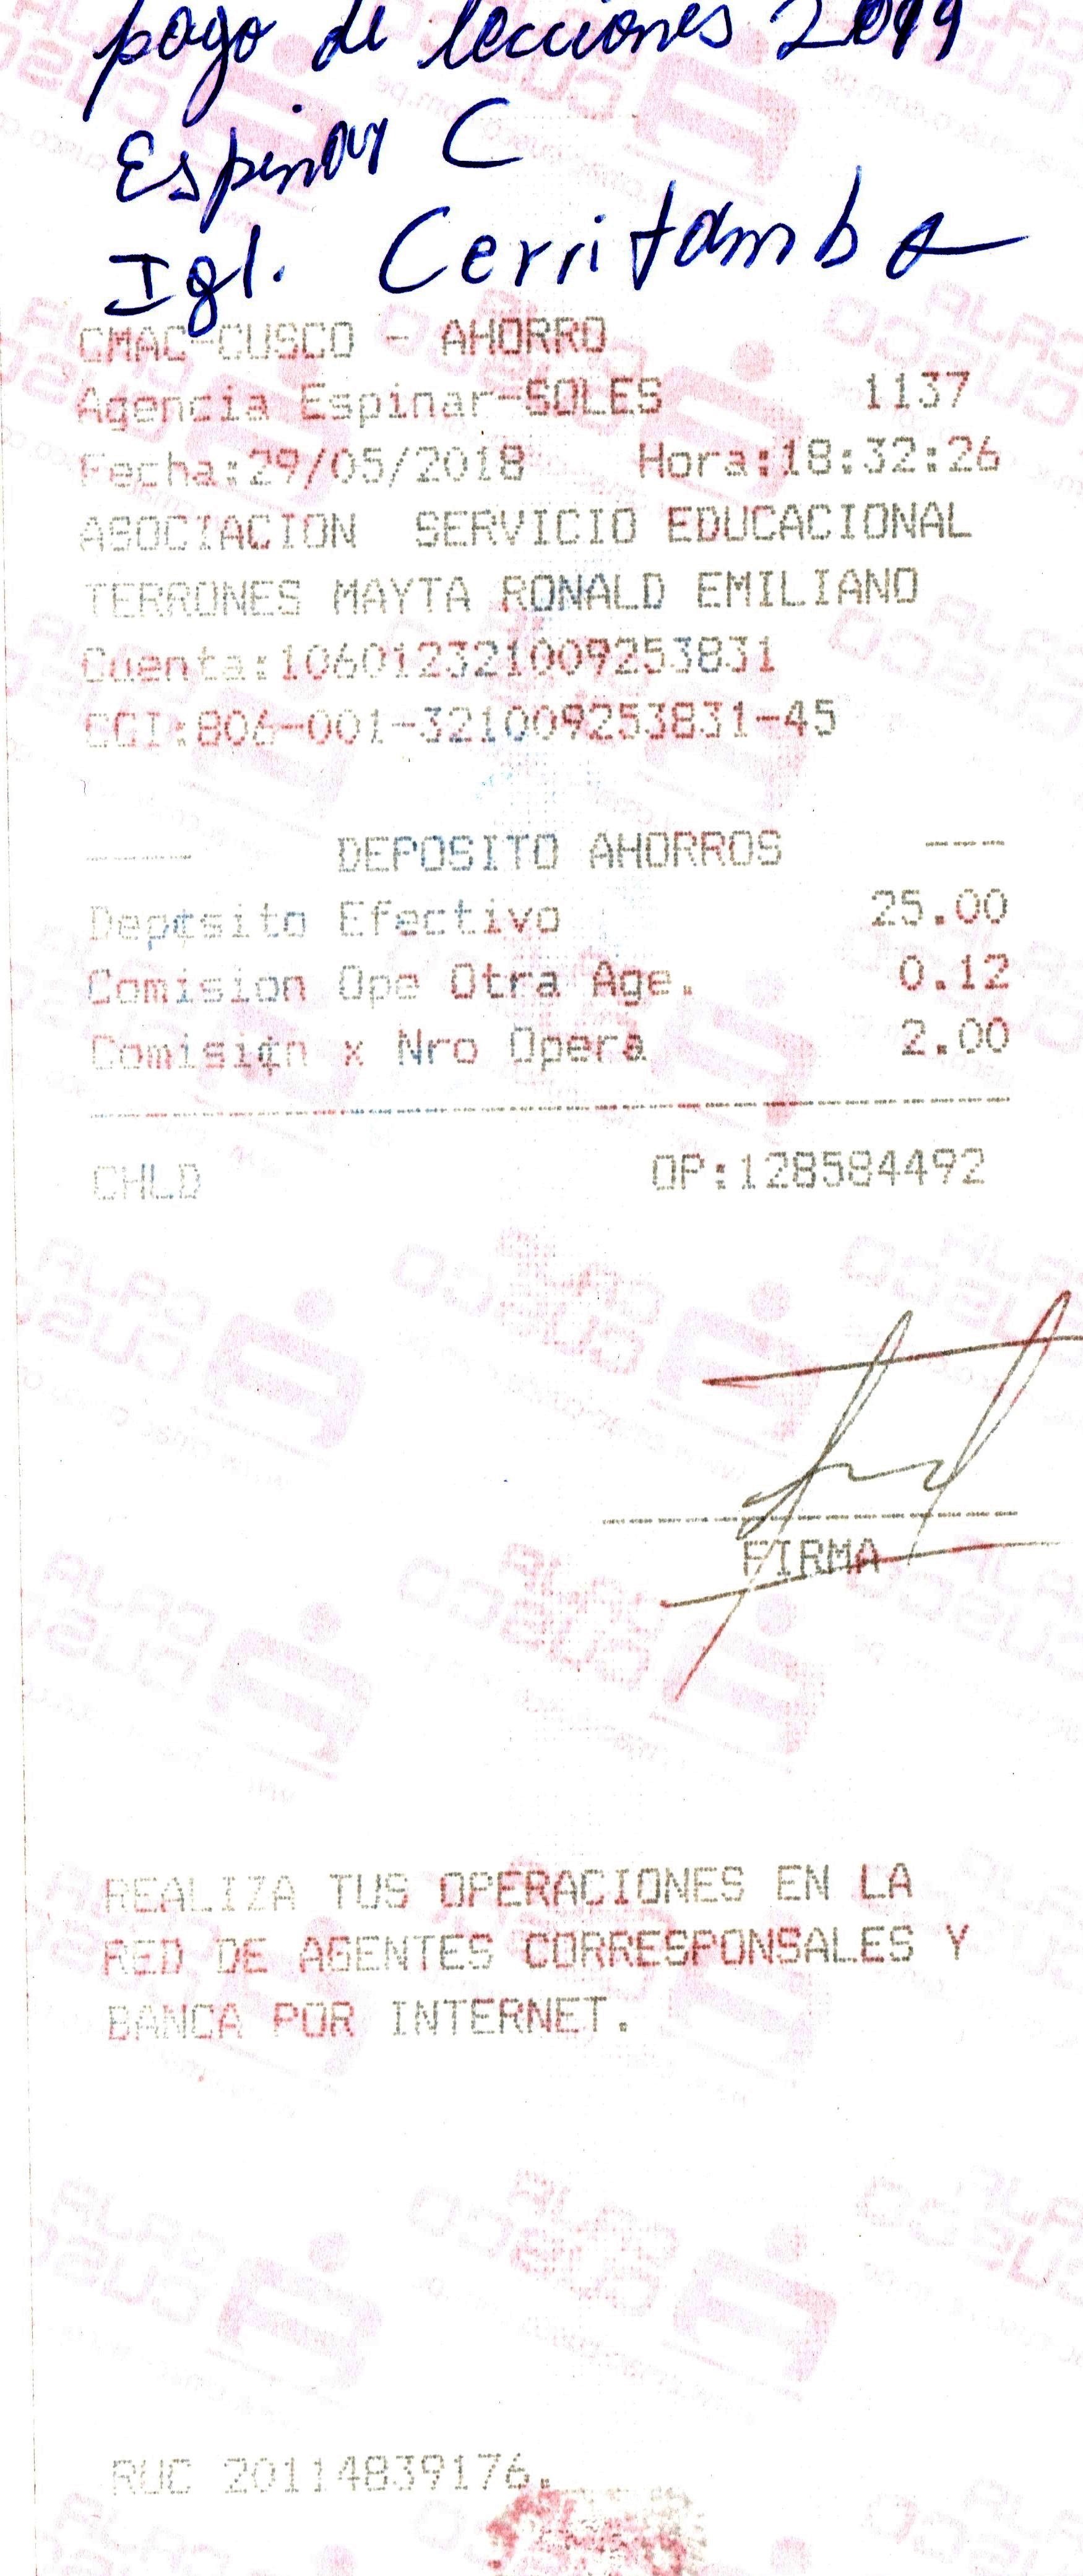 pago de lecciones 2019
Espinar C
Igl. Cerritambo
CMAC-CUSCO - AHORRO
Agencia Espinar-SOLES 1137
Fecha:29/05/2018 Hora:18:32:26
ASOCIACION SERVICIO EDUCACIONAL
TERRONES MAYTA RONALD EMILIANO
Cuenta:106012321009253831
CCI:806-001-321009253831-45
----- DEPOSITO AHORROS ----
Depósito Efectivo 25.00
Comision Ope Otra Age. 0.12
Comisión x Nro Opera 2.00
CHLD OP:128584492
FIRMA
REALIZA TUS OPERACIONES EN LA
RED DE AGENTES CORRESPONSALES Y
BANCA POR INTERNET.
RUC 20114839176.